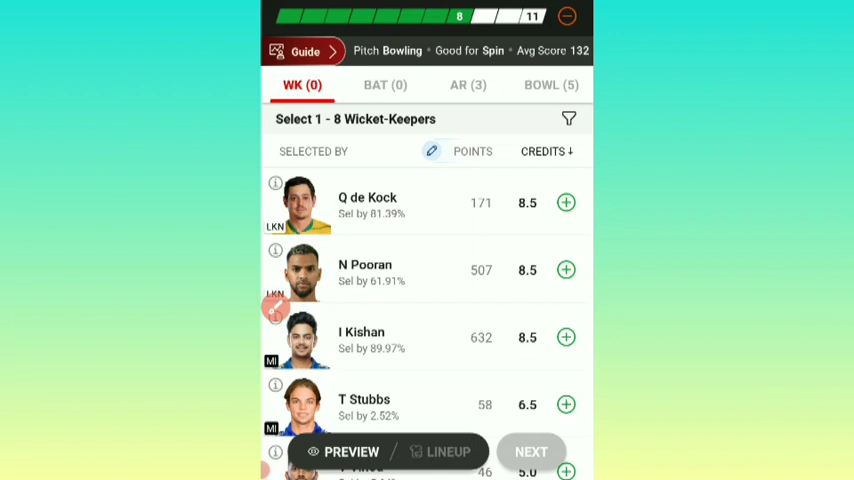 8 11
Guide Pitch Bowling • Good for Spin • Avg Score 132
WK (0) BAT (0) AR (3) BOWL (5)
Select 1 - 8 Wicket-Keepers
SELECTED BY POINTS CREDITS↓
Q de Kock 171 8.5
Sel by 81.39%
LKN
N Pooran 507 8.5
Sel by 61.91%
LKN
I Kishan 632 8.5
Sel by 89.97%
MI
T Stubbs 58 6.5
Sel by 2.52%
MI
PREVIEW / LINEUP NEXT
46 5.0